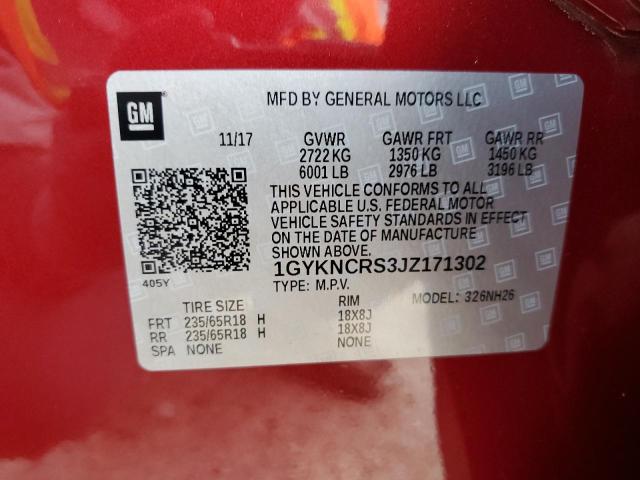 GM
MFD BY GENERAL MOTORS LLC
11/17 GVWR GAWR FRT GAWR RR
2722 KG 1350 KG 1450 KG
6001 LB 2976 LB 3196 LB
THIS VEHICLE CONFORMS TO ALL
APPLICABLE U.S. FEDERAL MOTOR
VEHICLE SAFETY STANDARDS IN EFFECT
ON THE DATE OF MANUFACTURE
SHOWN ABOVE.
1GYKNCRS3JZ171302
405Y
TYPE: M.P.V. MODEL: 326NH26
TIRE SIZE RIM
FRT 235/65R18 H 18X8J
RR 235/65R18 H 18X8J
SPA NONE NONE